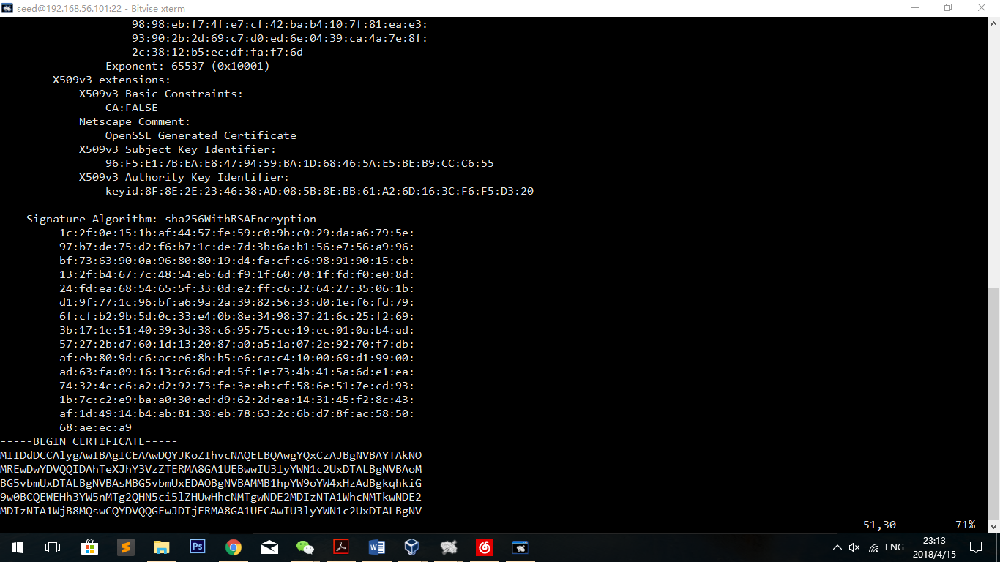 seed@192.168.56.101:22 - Bitvise xterm
98:98:eb:f7:4f:e7:cf:42:ba:b4:10:7f:81:ea:e3:
93:90:2b:2d:69:c7:d0:ed:6e:04:39:ca:4a:7e:8f:
2c:38:12:b5:ec:df:fa:f7:6d
Exponent: 65537 (0x10001)
X509v3 extensions:
X509v3 Basic Constraints:
CA:FALSE
Netscape Comment:
OpenSSL Generated Certificate
X509v3 Subject Key Identifier:
96:F5:E1:7B:EA:E8:47:94:59:BA:1D:68:46:5A:E5:BE:B9:CC:C6:55
X509v3 Authority Key Identifier:
keyid:8F:8E:2E:23:46:38:AD:08:5B:8E:BB:61:A2:6D:16:3C:F6:F5:D3:20
Signature Algorithm: sha256WithRSAEncryption
1c:2f:0e:15:1b:af:44:57:fe:59:c0:9b:c0:29:da:a6:79:5e:
97:b7:de:75:d2:f6:b7:1c:de:7d:3b:6a:b1:56:e7:56:a9:96:
bf:73:63:90:0a:96:80:80:19:d4:fa:cf:c6:98:91:90:15:cb:
13:2f:b4:67:7c:48:54:eb:6d:f9:1f:60:70:1f:fd:f0:e0:8d:
24:fd:ea:68:54:65:5f:33:0d:e2:ff:c6:32:64:27:35:06:1b:
d1:9f:77:1c:96:bf:a6:9a:2a:39:82:56:33:d0:1e:f6:fd:79:
6f:cf:b2:9b:5d:0c:33:e4:0b:8e:34:98:37:21:6c:25:f2:69:
3b:17:1e:51:40:39:3d:38:c6:95:75:ce:19:ec:01:0a:b4:ad:
57:27:2b:d7:60:1d:13:20:87:a0:a5:1a:07:2e:92:70:f7:db:
af:eb:80:9d:c6:ac:e6:8b:b5:e6:ca:c4:10:00:69:d1:99:00:
ad:63:fa:09:16:13:c6:6d:ed:5f:1e:73:4b:41:5a:6d:e1:ea:
74:32:4c:c6:a2:d2:92:73:fe:3e:eb:cf:58:6e:51:7e:cd:93:
1b:7c:c2:e9:ba:a0:30:ed:d9:62:2d:ea:14:31:45:f2:8c:43:
af:1d:49:14:b4:ab:81:38:eb:78:63:2c:6b:d7:8f:ac:58:50:
68:ae:ec:a9
-----BEGIN CERTIFICATE-----
MIIDdDCCAlygAwIBAgICEAAwDQYJKoZIhvcNAQELBQAwgYQxCzAJBgNVBAYTAkNO
MREwDwYDVQQIDAhTeXJhY3VzZTERMA8GA1UEBwwIU3lyYWN1c2UxDTALBgNVBAoM
BG5vbmUxDTALBgNVBAsMBG5vbmUxEDAOBgNVBAMMB1hpYW9oYW4xHzAdBgkqhkiG
9w0BCQEWEHh3YW5nMTg2QHN5ci5lZHUwHhcNMTgwNDE2MDIzNTA1WhcNMTkwNDE2
MDIzNTA1WjB8MQswCQYDVQQGEwJDTjERMA8GA1UECAwIU3lyYWN1c2UxDTALBgNV
51,30 71%
Ps
ENG
23:13
2018/4/15